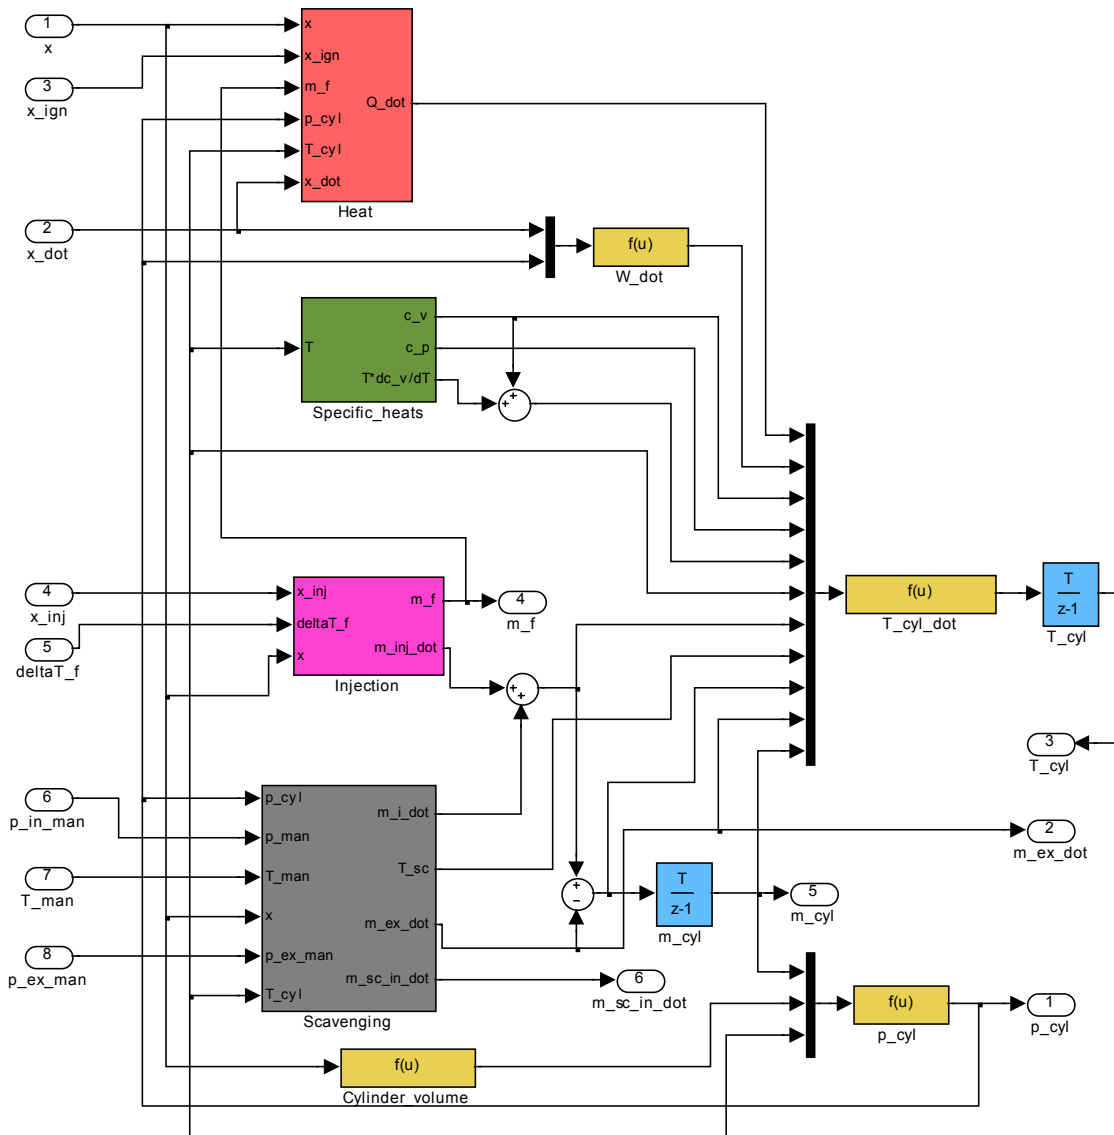 1
x
3
x_ign
2
x_dot
x
x_ign
m_f
p_cyl
T_cyl
x_dot
Q_dot
Heat
f(u)
W_dot
T
c_v
c_p
T*dc_v/dT
Specific_heats
+
+
4
x_inj
5
deltaT_f
x_inj
deltaT_f
x
m_f
m_inj_dot
Injection
4
m_f
+
+
f(u)
T_cyl_dot
T
z-1
T_cyl
3
T_cyl
6
p_in_man
7
T_man
8
p_ex_man
p_cyl
p_man
T_man
x
p_ex_man
T_cyl
m_i_dot
T_sc
m_ex_dot
m_sc_in_dot
Scavenging
+
−
T
z-1
m_cyl
5
m_cyl
2
m_ex_dot
6
m_sc_in_dot
f(u)
Cylinder_volume
f(u)
p_cyl
1
p_cyl